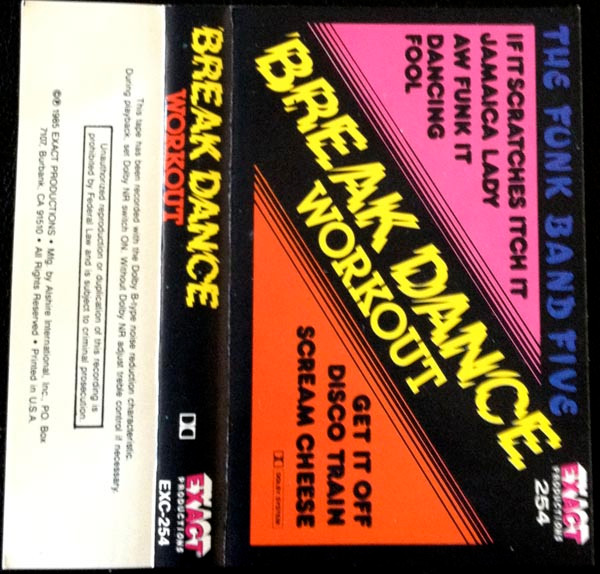 THE FUNK BAND FIVE
IF IT SCRATCHES ITCH IT
JAMAICA LADY
AW FUNK IT
DANCING
FOOL
BREAK DANCE
WORKOUT
GET IT OFF
DISCO TRAIN
SCREAM CHEESE
DOLBY SYSTEM
EXACT
PRODUCTIONS
254
BREAK DANCE
WORKOUT
EXACT
PRODUCTIONS
EXC-254
This tape has been recorded with the Dolby B-type noise reduction characteristic.
During playback, set Dolby NR switch ON. Without Dolby NR adjust treble control if necessary.
Unauthorized reproduction or duplication of this recording is
prohibited by Federal Law and is subject to criminal prosecution.
©℗ 1985 EXACT PRODUCTIONS • Mfg. by Alshire International, Inc., P.O. Box
7107, Burbank, CA 91510 • All Rights Reserved • Printed in U.S.A.